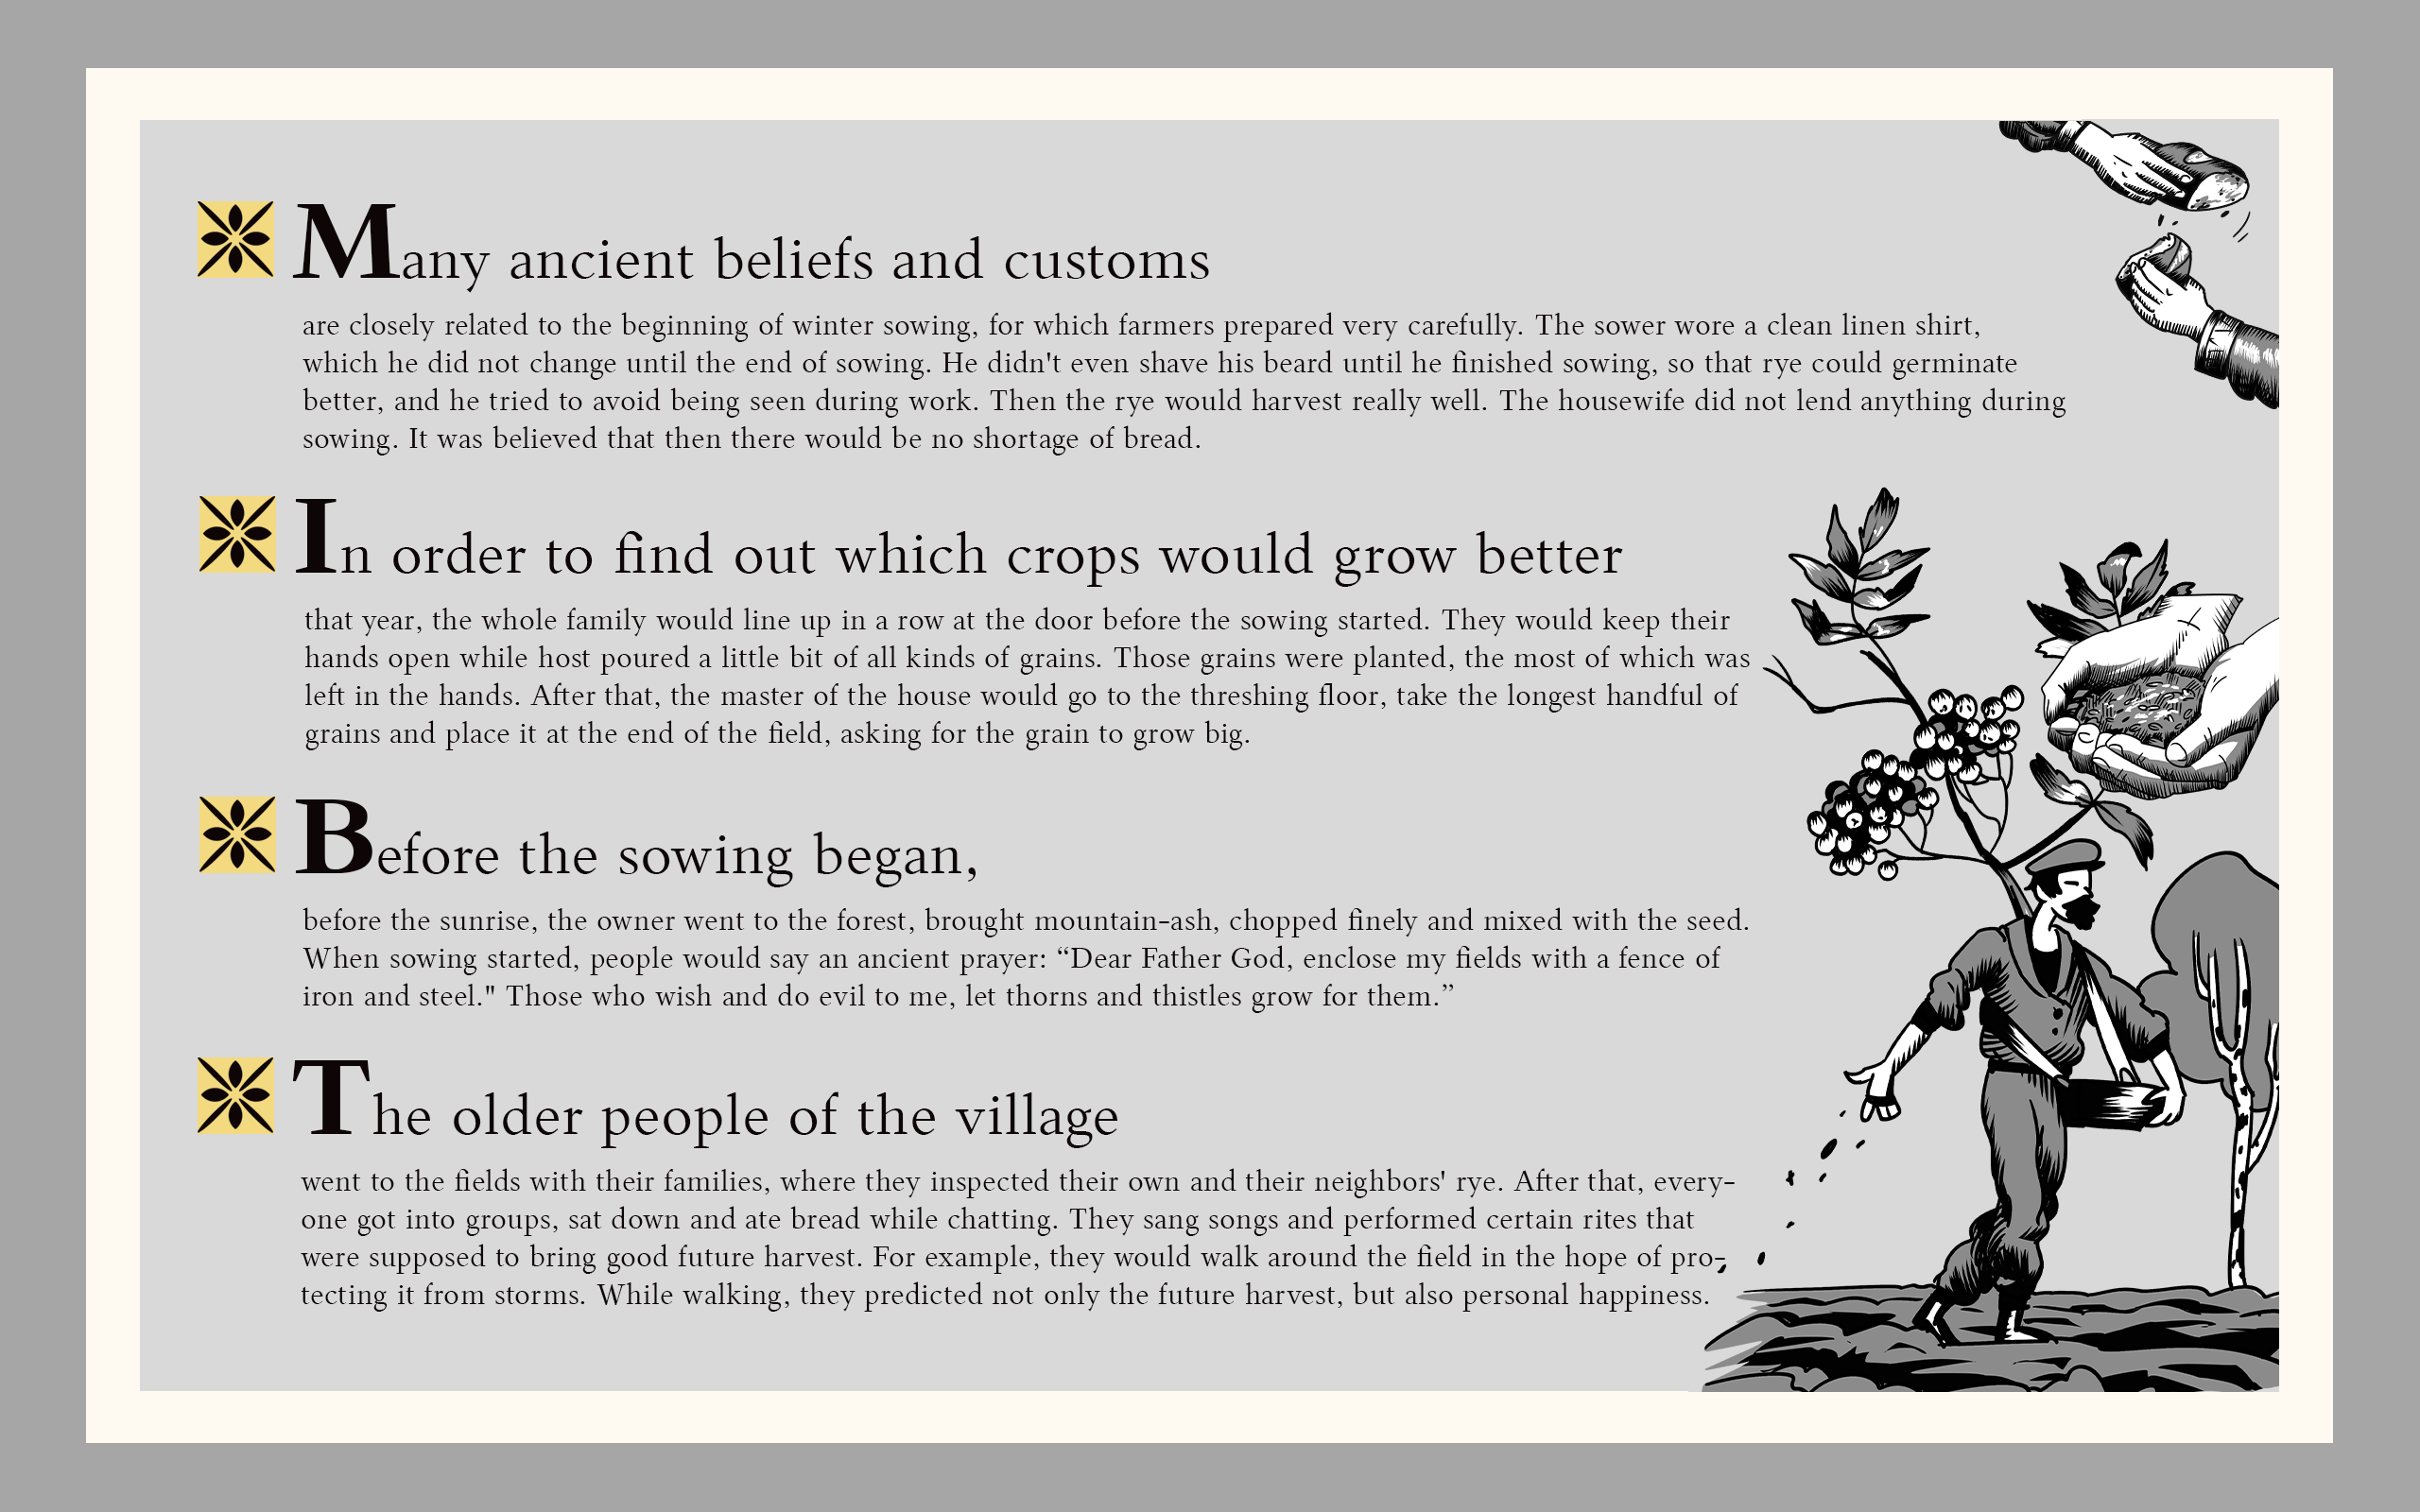 Many ancient beliefs and customs
are closely related to the beginning of winter sowing, for which farmers prepared very carefully. The sower wore a clean linen shirt,
which he did not change until the end of sowing. He didn't even shave his beard until he finished sowing, so that rye could germinate
better, and he tried to avoid being seen during work. Then the rye would harvest really well. The housewife did not lend anything during
sowing. It was believed that then there would be no shortage of bread.
In order to find out which crops would grow better
that year, the whole family would line up in a row at the door before the sowing started. They would keep their
hands open while host poured a little bit of all kinds of grains. Those grains were planted, the most of which was
left in the hands. After that, the master of the house would go to the threshing floor, take the longest handful of
grains and place it at the end of the field, asking for the grain to grow big.
Before the sowing began,
before the sunrise, the owner went to the forest, brought mountain-ash, chopped finely and mixed with the seed.
When sowing started, people would say an ancient prayer: “Dear Father God, enclose my fields with a fence of
iron and steel." Those who wish and do evil to me, let thorns and thistles grow for them.”
The older people of the village
went to the fields with their families, where they inspected their own and their neighbors' rye. After that, every-
one got into groups, sat down and ate bread while chatting. They sang songs and performed certain rites that
were supposed to bring good future harvest. For example, they would walk around the field in the hope of pro-
tecting it from storms. While walking, they predicted not only the future harvest, but also personal happiness.